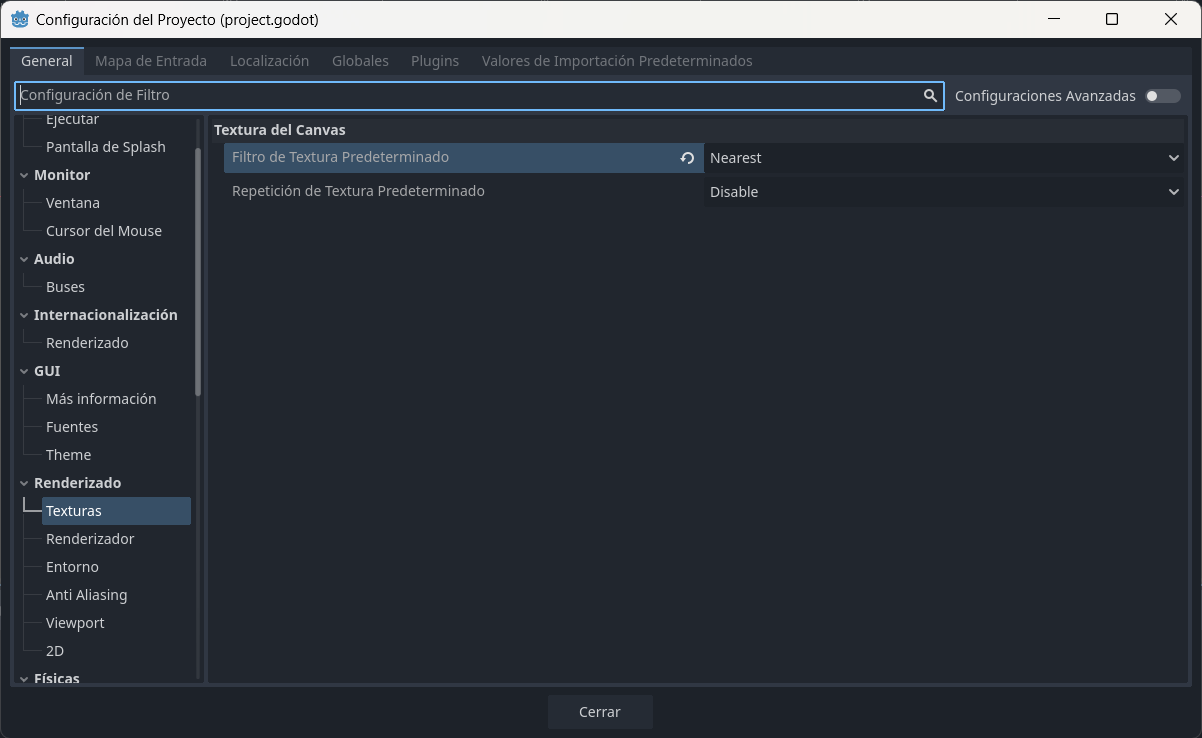 Configuración del Proyecto (project.godot)
General Mapa de Entrada Localización Globales Plugins Valores de Importación Predeterminados
Configuración de Filtro
Configuraciones Avanzadas
Ejecutar
Pantalla de Splash
Monitor
Ventana
Cursor del Mouse
Audio
Buses
Internacionalización
Renderizado
GUI
Más información
Fuentes
Theme
Renderizado
Texturas
Renderizador
Entorno
Anti Aliasing
Viewport
2D
Físicas
Textura del Canvas
Filtro de Textura Predeterminado Nearest
Repetición de Textura Predeterminado Disable
Cerrar